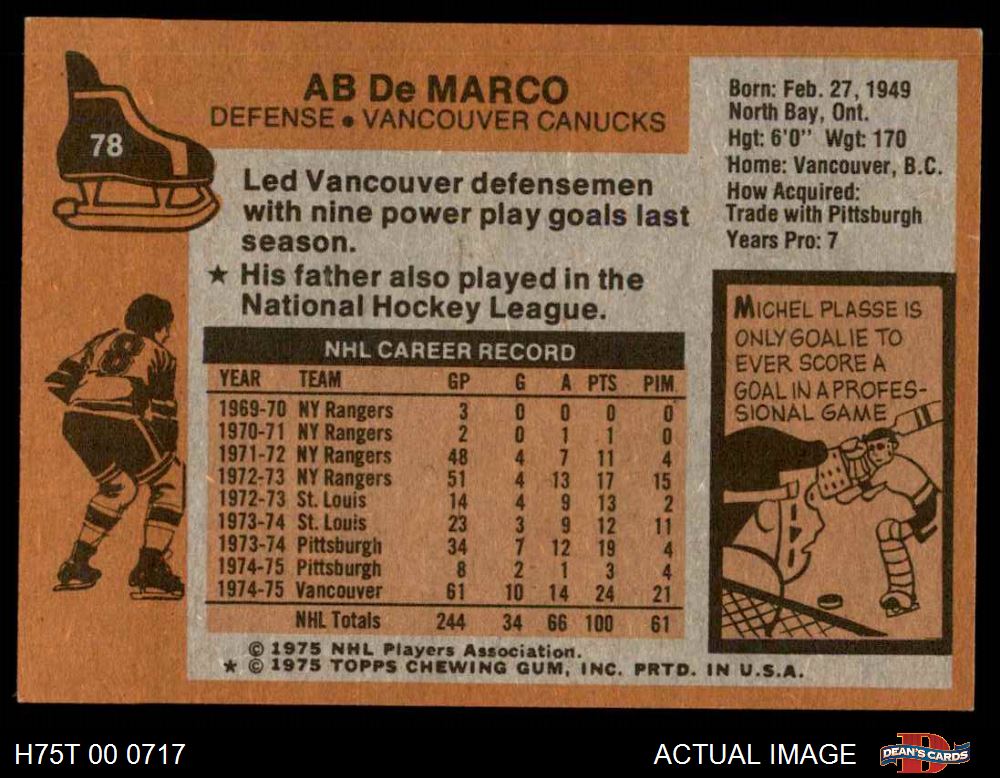 78
AB De MARCO
DEFENSE • VANCOUVER CANUCKS
Led Vancouver defensemen
with nine power play goals last
season.
★ His father also played in the
National Hockey League.
Born: Feb. 27, 1949
North Bay, Ont.
Hgt: 6'0" Wgt: 170
Home: Vancouver, B.C.
How Acquired:
Trade with Pittsburgh
Years Pro: 7
8
MICHEL PLASSE IS
ONLY GOALIE TO
EVER SCORE A
GOAL IN A PROFES-
SIONAL GAME
NHL CAREER RECORD
YEAR TEAM GP G A PTS PIM
1969-70 NY Rangers 3 0 0 0 0
1970-71 NY Rangers 2 0 1 1 0
1971-72 NY Rangers 48 4 7 11 4
1972-73 NY Rangers 51 4 13 17 15
1972-73 St. Louis 14 4 9 13 2
1973-74 St. Louis 23 3 9 12 11
1973-74 Pittsburgh 34 7 12 19 4
1974-75 Pittsburgh 8 2 1 3 4
1974-75 Vancouver 61 10 14 24 21
NHL Totals 244 34 66 100 61
© 1975 NHL Players Association.
★ © 1975 TOPPS CHEWING GUM, INC. PRTD. IN U.S.A.
H75T 00 0717
ACTUAL IMAGE
D
DEAN'S CARDS